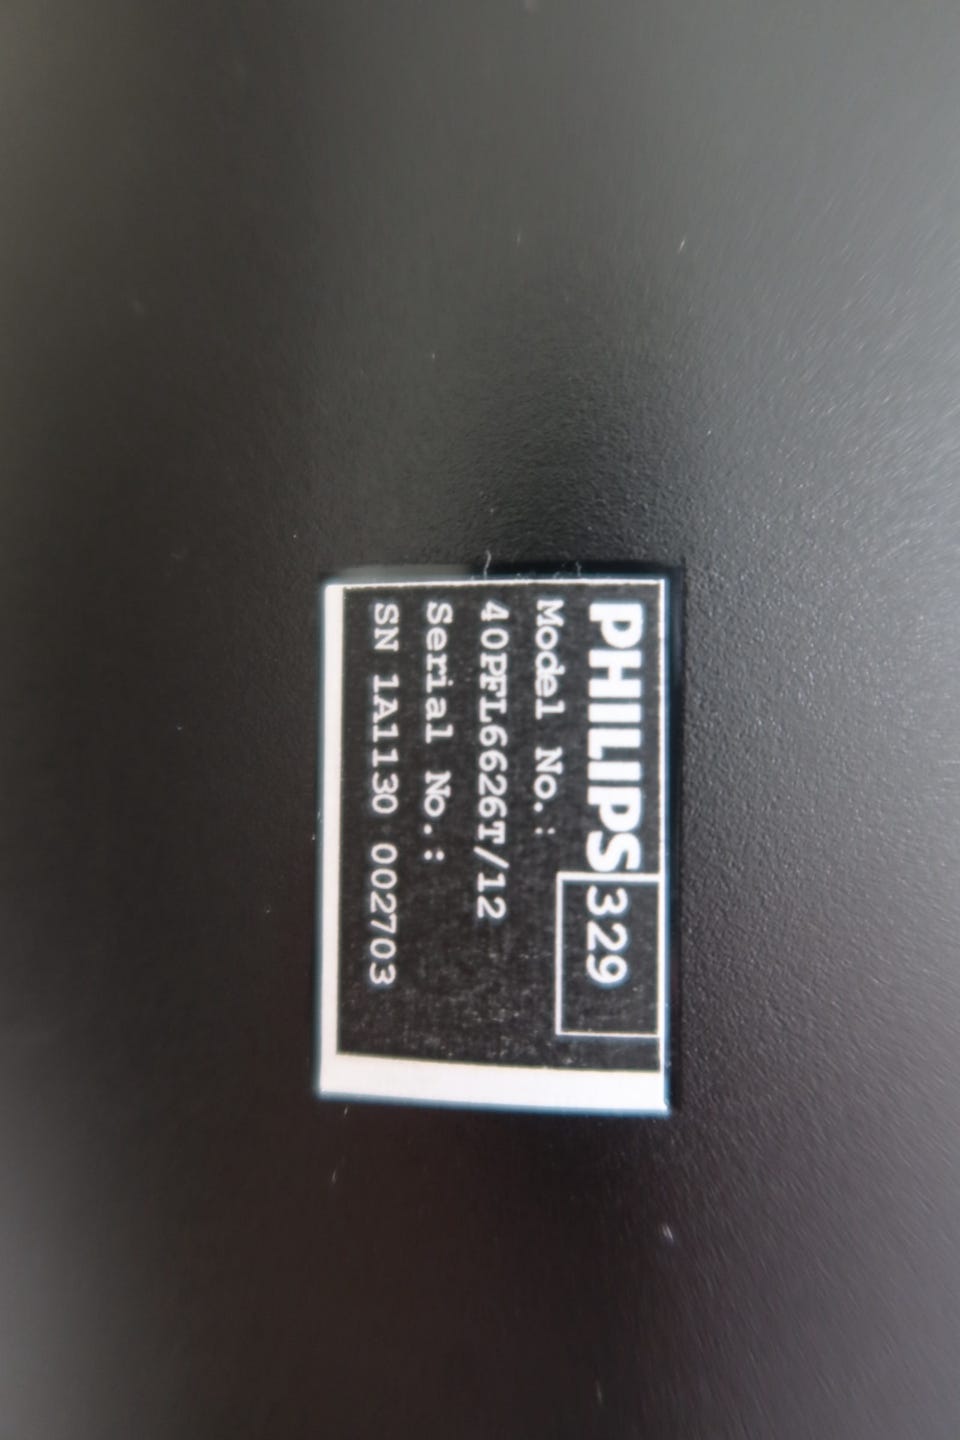 PHILIPS 329
Model No.:
40PFL6626T/12
Serial No.:
SN 1A1130 002703